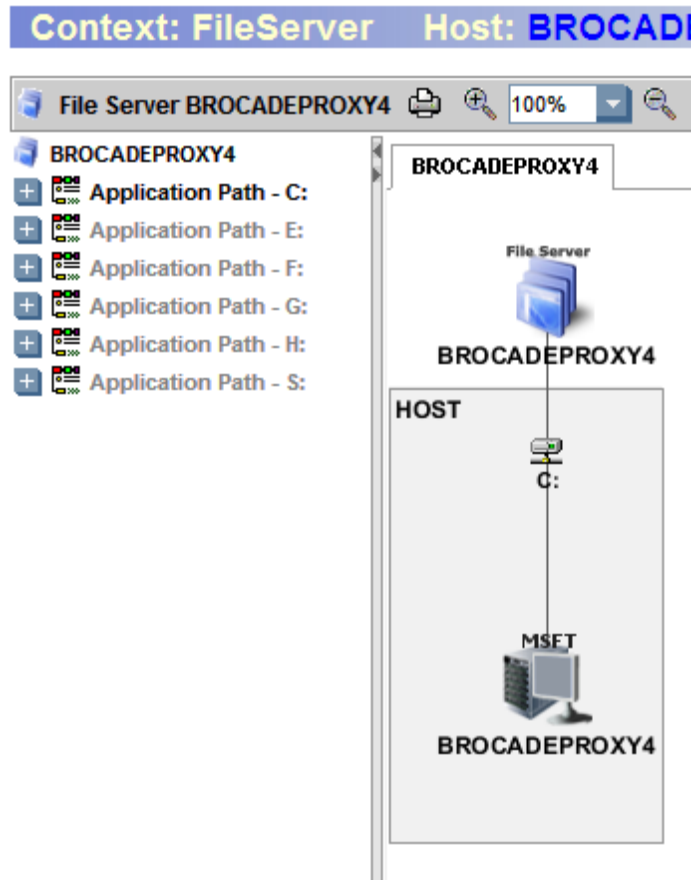 Context: FileServer Host: BROCADE
File Server BROCADEPROXY4 100%
BROCADEPROXY4
Application Path - C:
Application Path - E:
Application Path - F:
Application Path - G:
Application Path - H:
Application Path - S:
BROCADEPROXY4
File Server
BROCADEPROXY4
HOST
C:
MSFT
BROCADEPROXY4